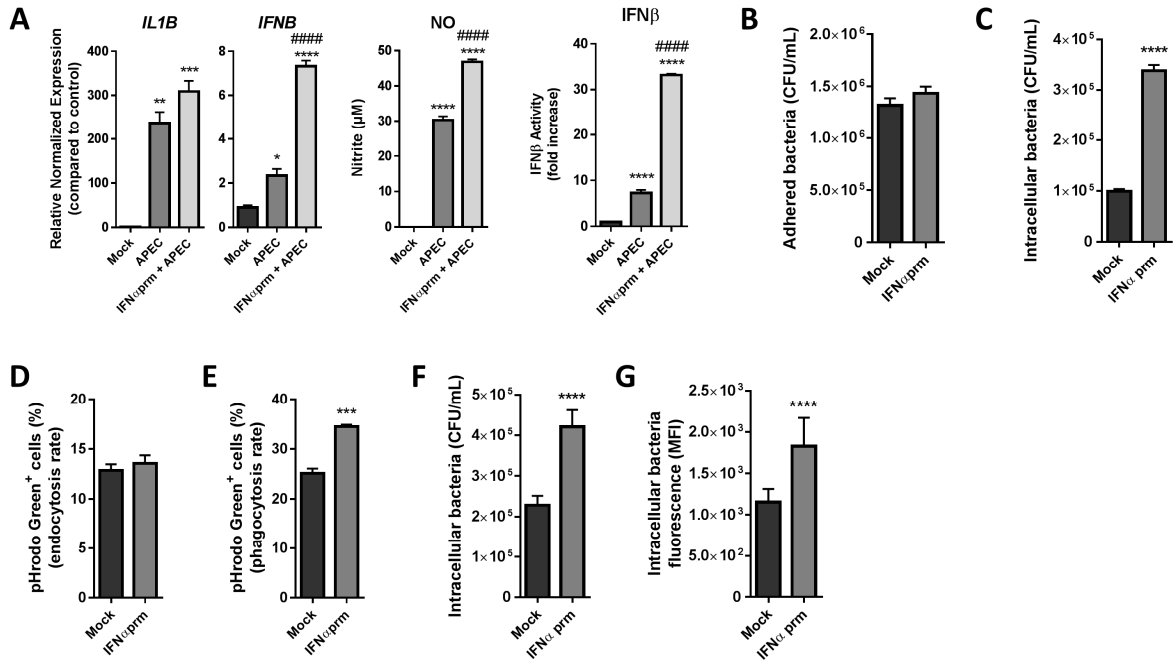 A
IL1B
Relative Normalized Expression
(compared to control)
400
300
200
100
0
**
***
Mock
APEC
IFNαprm + APEC
IFNB
8
6
4
2
0
*
####
****
Mock
APEC
IFNαprm + APEC
NO
Nitrite (µM)
50
40
30
20
10
0
****
####
****
Mock
APEC
IFNαprm + APEC
IFNβ
IFNβ Activity
(fold increase)
40
30
20
10
0
****
####
****
Mock
APEC
IFNαprm + APEC
B
Adhered bacteria (CFU/mL)
2.0×10⁶
1.5×10⁶
1.0×10⁶
5.0×10⁵
0
Mock
IFNαprm
C
Intracellular bacteria (CFU/mL)
4×10⁵
3×10⁵
2×10⁵
1×10⁵
0
****
Mock
IFNα prm
D
pHrodo Green⁺ cells (%)
(endocytosis rate)
20
15
10
5
0
Mock
IFNαprm
E
pHrodo Green⁺ cells (%)
(phagocytosis rate)
40
30
20
10
0
***
Mock
IFNαprm
F
Intracellular bacteria (CFU/mL)
5×10⁵
4×10⁵
3×10⁵
2×10⁵
1×10⁵
0
****
Mock
IFNα prm
G
Intracellular bacteria
fluorescence (MFI)
2.5×10³
2.0×10³
1.5×10³
1.0×10³
5.0×10²
0
****
Mock
IFNα prm